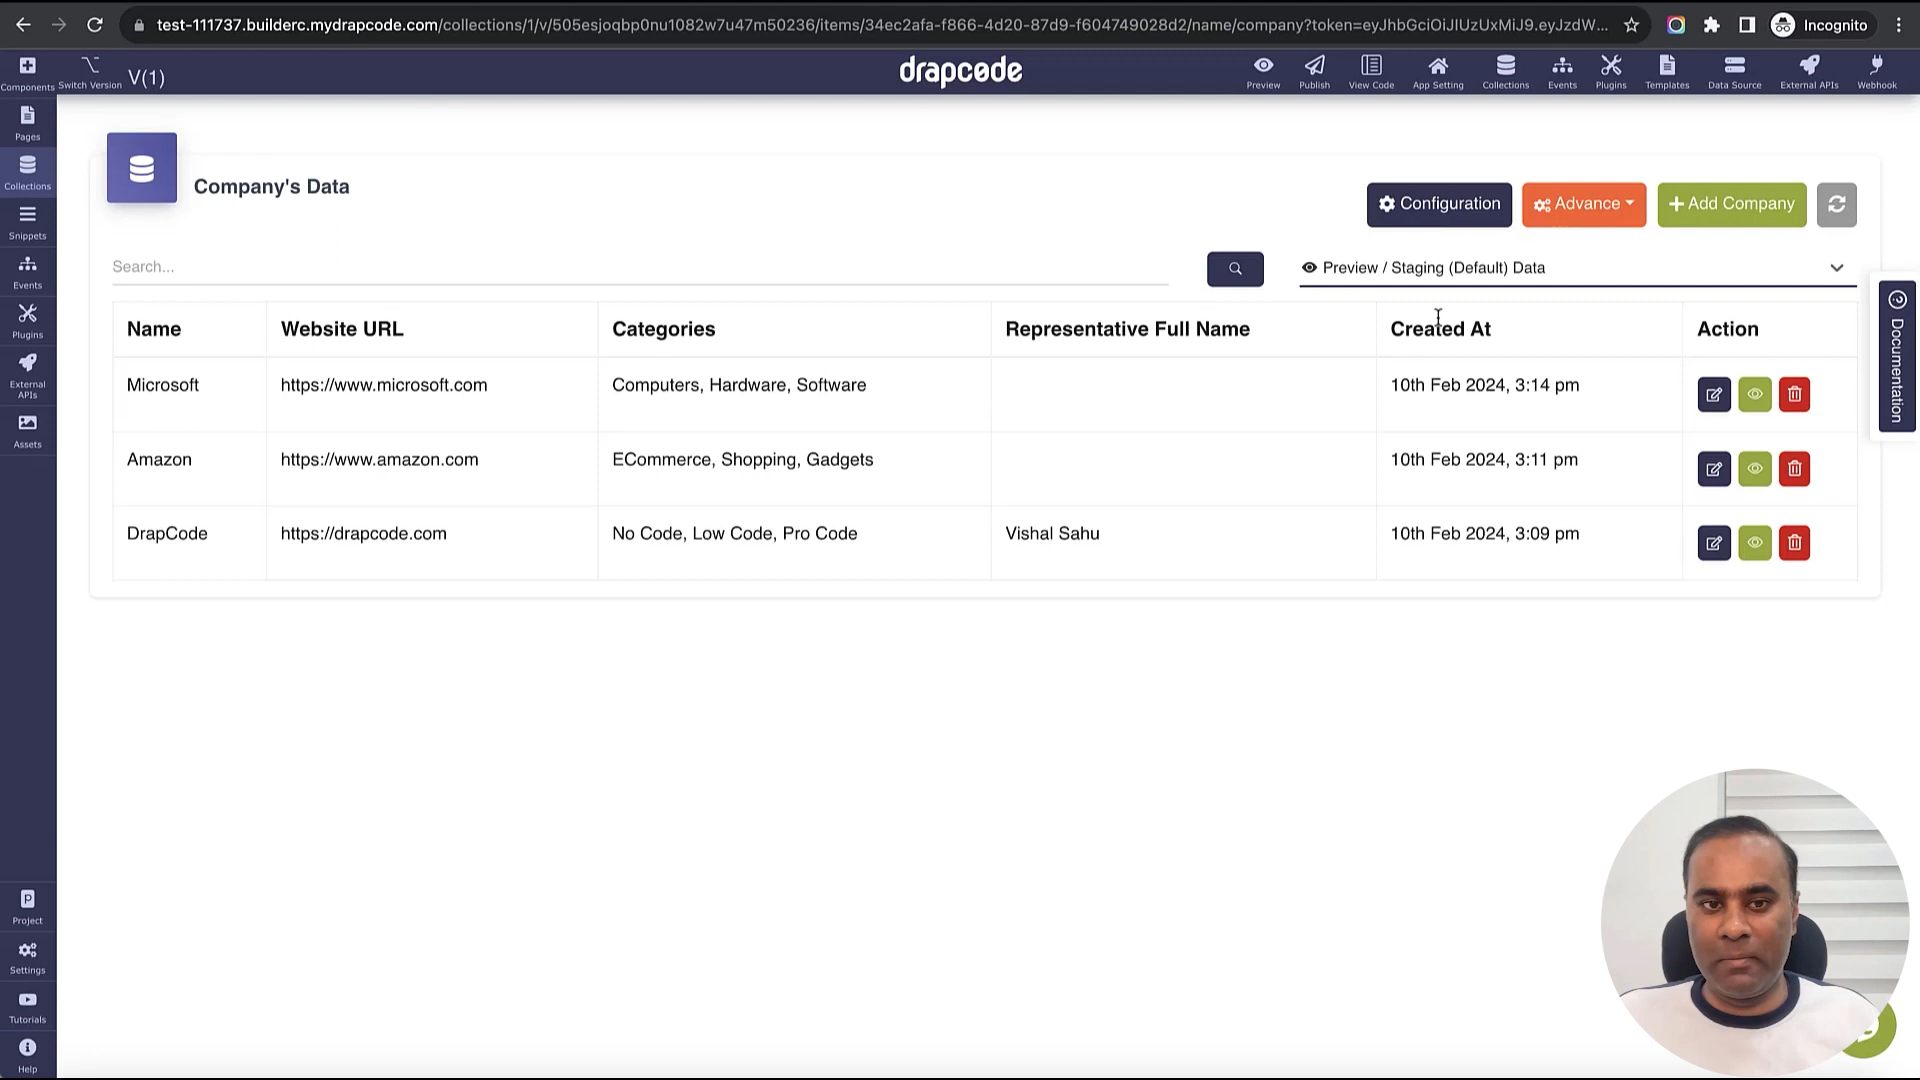 test-111737.builderc.mydrapcode.com/collections/1/v/505esjoqbp0nu1082w7u47m50236/items/34ec2afa-f866-4d20-87d9-f604749028d2/name/company?token=eyJhbGciOiJIUzUxMiJ9.eyJzdW...
Incognito
Components
Switch Version
V(1)
drapcode
Preview
Publish
View Code
App Setting
Collections
Events
Plugins
Templates
Data Source
External APIs
Webhook
Pages
Collections
Snippets
Events
Plugins
External
APIs
Assets
Project
Settings
Tutorials
Help
Company's Data
Configuration
Advance
Add Company
Search...
Preview / Staging (Default) Data
Name Website URL Categories Representative Full Name Created At Action
Microsoft https://www.microsoft.com Computers, Hardware, Software 10th Feb 2024, 3:14 pm
Amazon https://www.amazon.com ECommerce, Shopping, Gadgets 10th Feb 2024, 3:11 pm
DrapCode https://drapcode.com No Code, Low Code, Pro Code Vishal Sahu 10th Feb 2024, 3:09 pm
Documentation